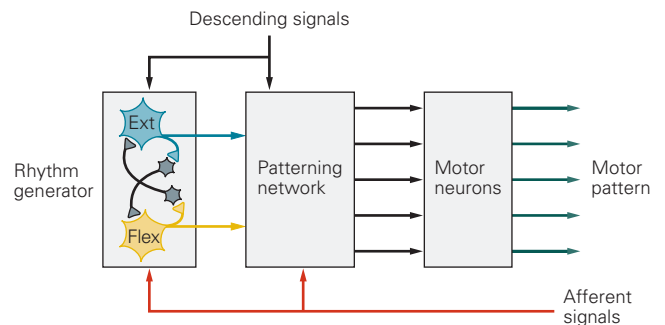 Descending signals
Ext
Rhythm
generator
Flex
Patterning
network
Motor
neurons
Motor
pattern
Afferent
signals